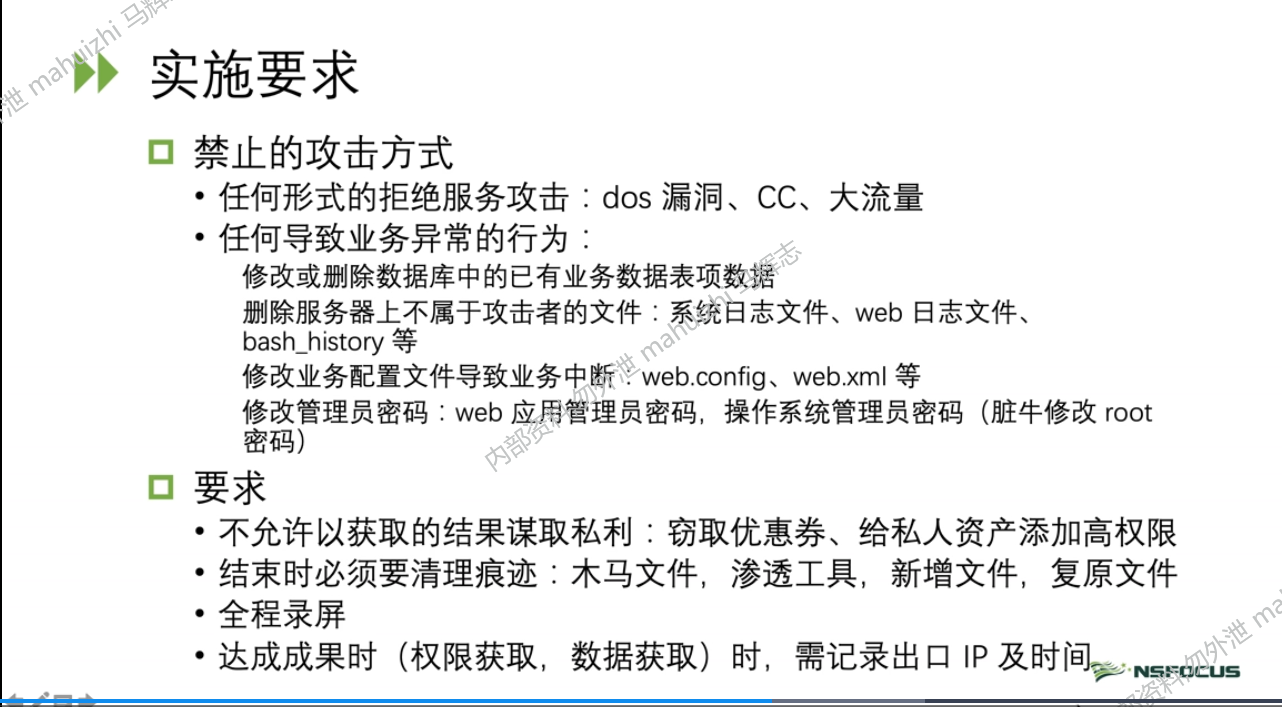 实施要求
禁止的攻击方式
• 任何形式的拒绝服务攻击：dos 漏洞、CC、大流量
• 任何导致业务异常的行为：
修改或删除数据库中的已有业务数据表项数据
删除服务器上不属于攻击者的文件：系统日志文件、web 日志文件、
bash_history 等
修改业务配置文件导致业务中断：web.config、web.xml 等
修改管理员密码：web 应用管理员密码，操作系统管理员密码（脏牛修改 root
密码）
要求
• 不允许以获取的结果谋取私利：窃取优惠券、给私人资产添加高权限
• 结束时必须要清理痕迹：木马文件，渗透工具，新增文件，复原文件
• 全程录屏
• 达成成果时（权限获取，数据获取）时，需记录出口 IP 及时间
NSFOCUS
泄 mahuizhi 马辉
内部资料勿外泄 mahuizhi 马辉志
部资料勿外泄 ma